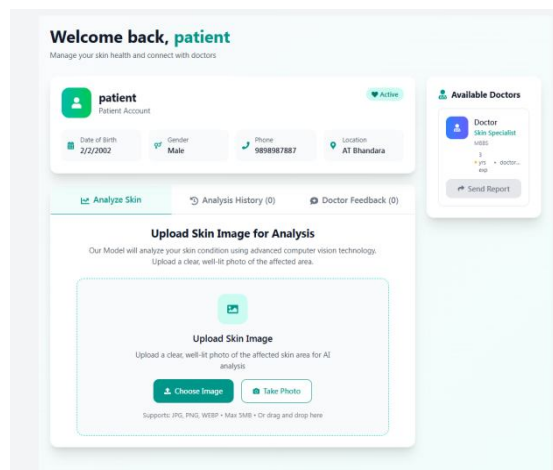 Welcome back, patient
Manage your skin health and connect with doctors
patient
Patient Account
Active
Date of Birth
2/2/2002
Gender
Male
Phone
9898987887
Location
AT Bhandara
Analyze Skin
Analysis History (0)
Doctor Feedback (0)
Upload Skin Image for Analysis
Our Model will analyze your skin condition using advanced computer vision technology.
Upload a clear, well-lit photo of the affected area.
Upload Skin Image
Upload a clear, well-lit photo of the affected skin area for AI
analysis
Choose Image
Take Photo
Supports: JPG, PNG, WEBP • Max 5MB • Or drag and drop here
Available Doctors
Doctor
Skin Specialist
MBBS
3
• yrs • doctor...
exp
Send Report